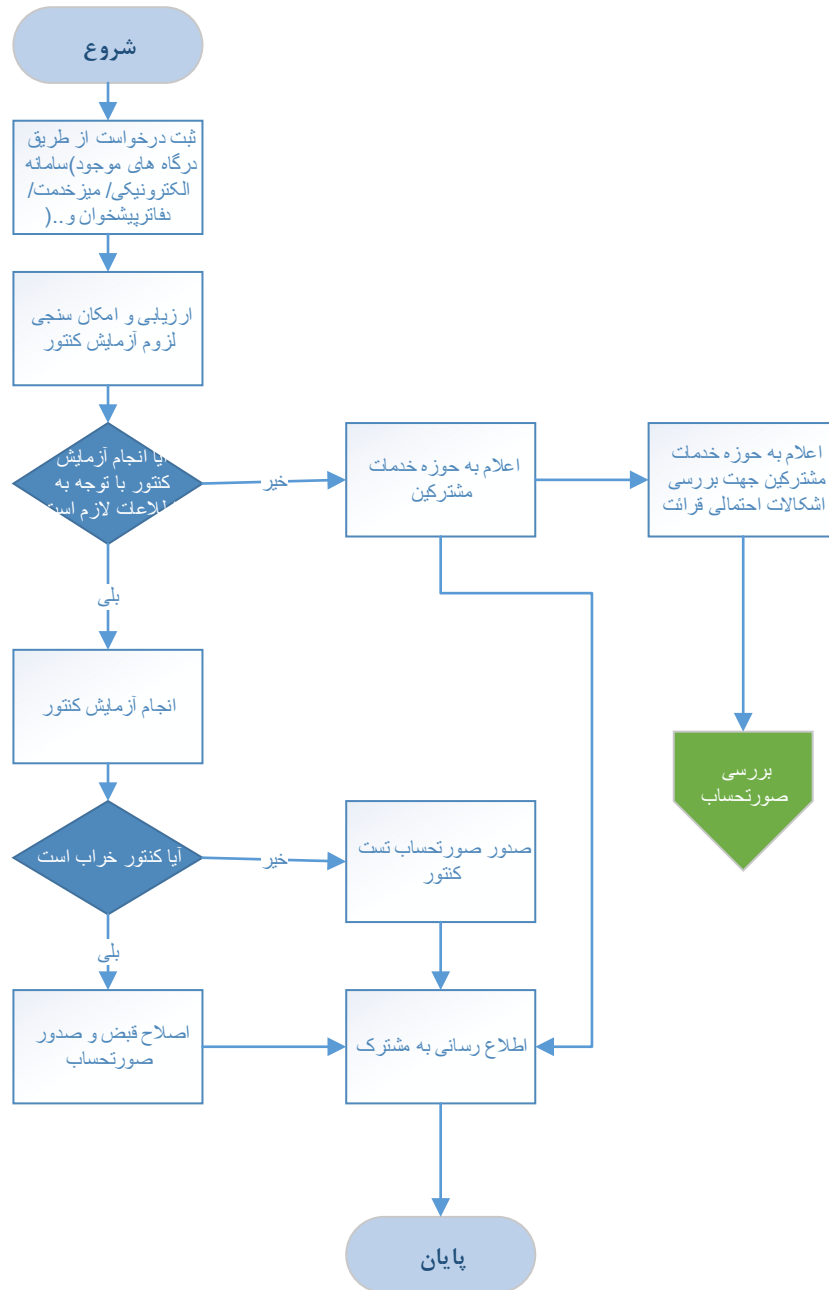 شروع
ثبت درخواست از طریق
درگاه های موجود)سامانه
الکترونیکی/ میزخدمت/
دفاترپیشخوان و..(
ارزیابی و امکان سنجی
لزوم آزمایش کنتور
آیا انجام آزمایش
کنتور با توجه به
لازم است
خیر
اعلام به حوزه خدمات
مشترکین
اعلام به حوزه خدمات
مشترکین جهت بررسی
اشکالات احتمالی قرائت
بلی
انجام آزمایش کنتور
بررسی
صورتحساب
آیا کنتور خراب است
خیر
صدور صورتحساب تست
کنتور
بلی
اصلاح قبض و صدور
صورتحساب
اطلاع رسانی به مشترک
پایان